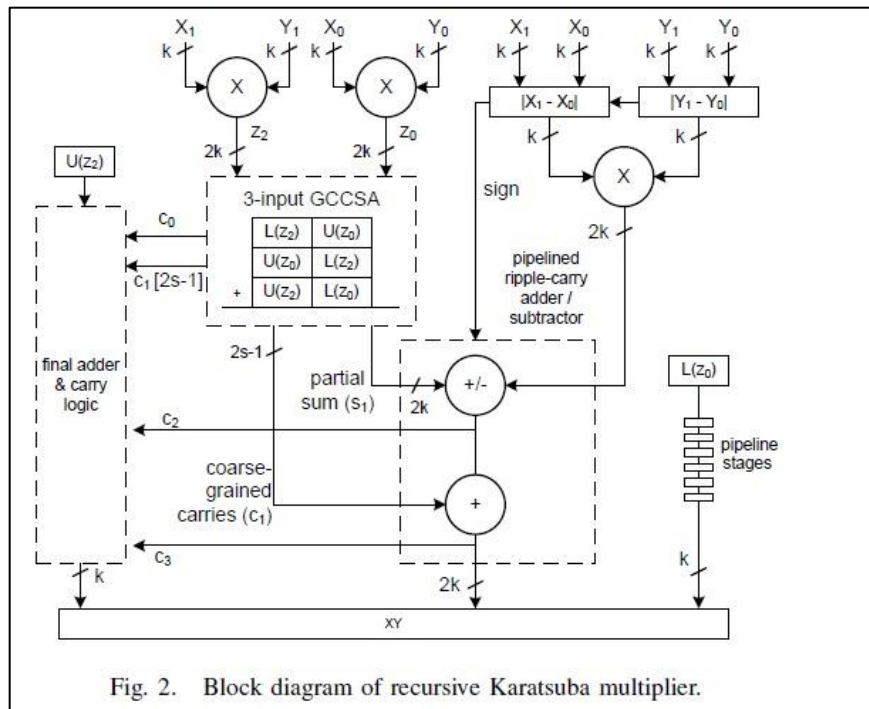 X₁ Y₁ X₀ Y₀ X₁ X₀ Y₁ Y₀
k k k k k k k k
X X |X₁ - X₀| |Y₁ - Y₀|
z₂ z₀ k k
2k 2k X
U(z₂)
3-input GCCSA sign 2k
c₀ L(z₂) U(z₀)
U(z₀) L(z₂) pipelined
c₁ [2s-1] + U(z₂) L(z₀) ripple-carry
adder /
subtractor
2s-1
final adder
& carry
logic
partial
sum (s₁)
2k
+/-
L(z₀)
c₂
pipeline
stages
coarse-
grained
carries (c₁)
+
c₃
k 2k k
XY
Fig. 2. Block diagram of recursive Karatsuba multiplier.